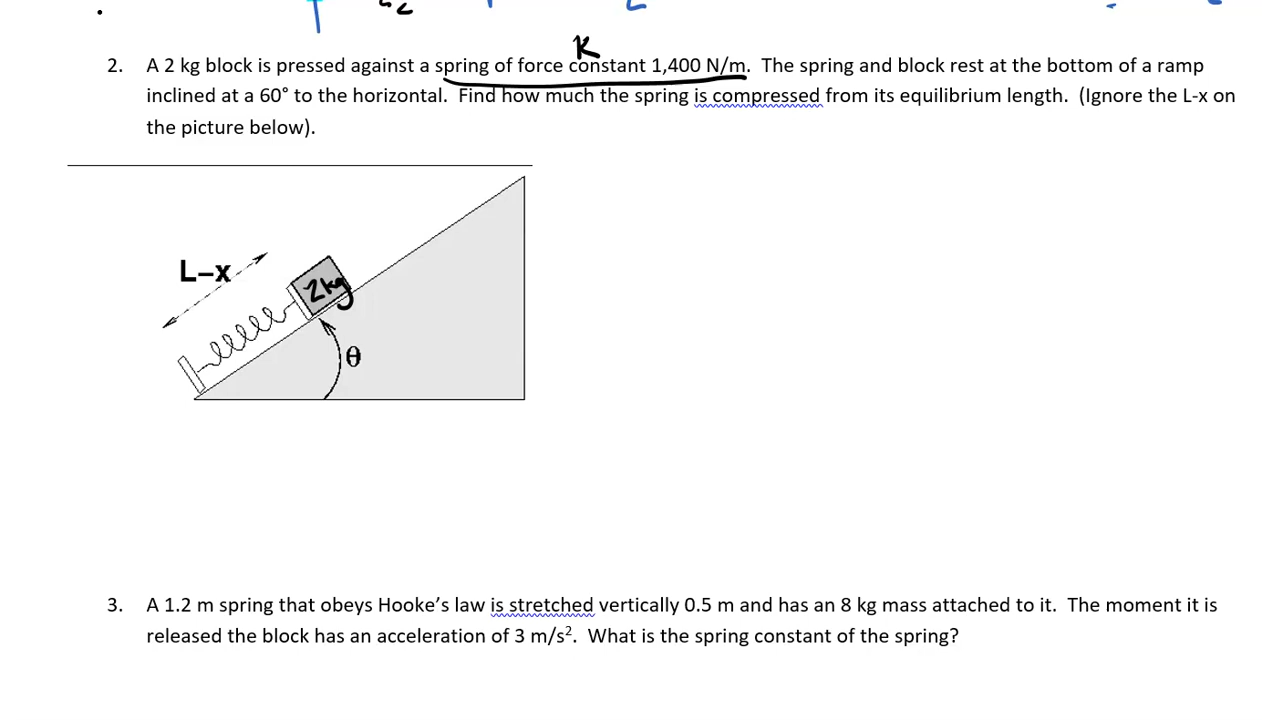 K
2. A 2 kg block is pressed against a spring of force constant 1,400 N/m. The spring and block rest at the bottom of a ramp
inclined at a 60° to the horizontal. Find how much the spring is compressed from its equilibrium length. (Ignore the L-x on
the picture below).
L–x
2kg
θ
3. A 1.2 m spring that obeys Hooke’s law is stretched vertically 0.5 m and has an 8 kg mass attached to it. The moment it is
released the block has an acceleration of 3 m/s². What is the spring constant of the spring?